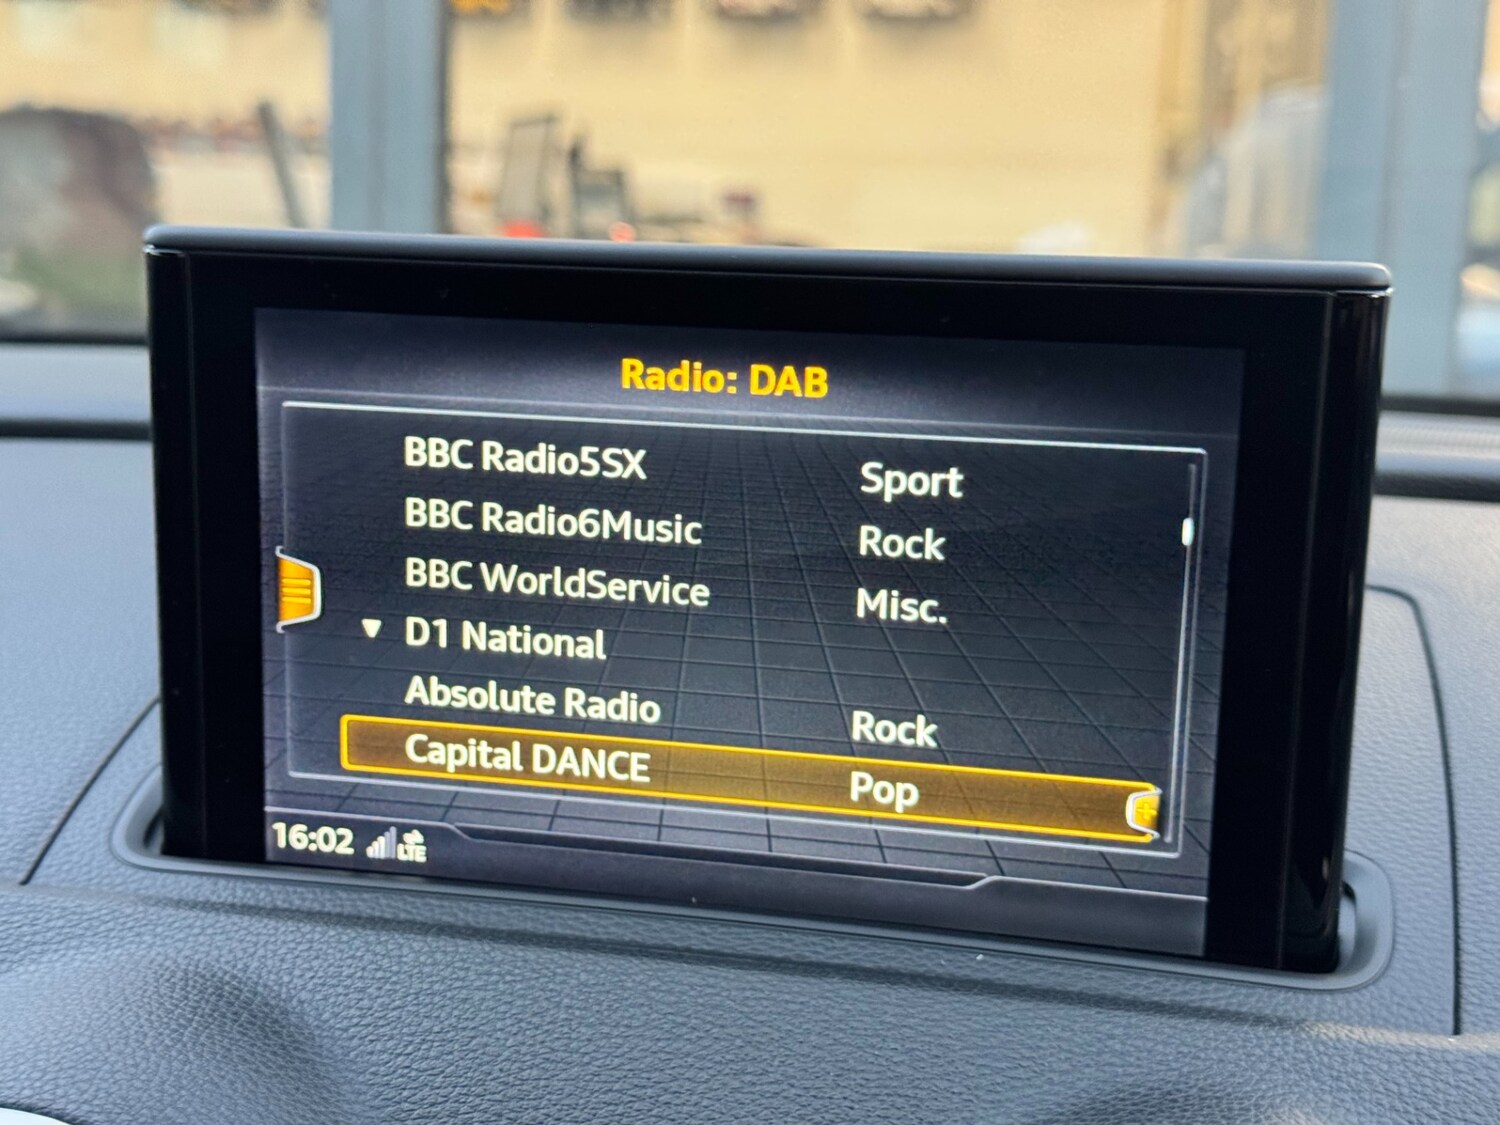 Radio: DAB
BBC Radio5SX Sport
BBC Radio6Music Rock
BBC WorldService Misc.
▼ D1 National
Absolute Radio Rock
Capital DANCE Pop
16:02 LTE